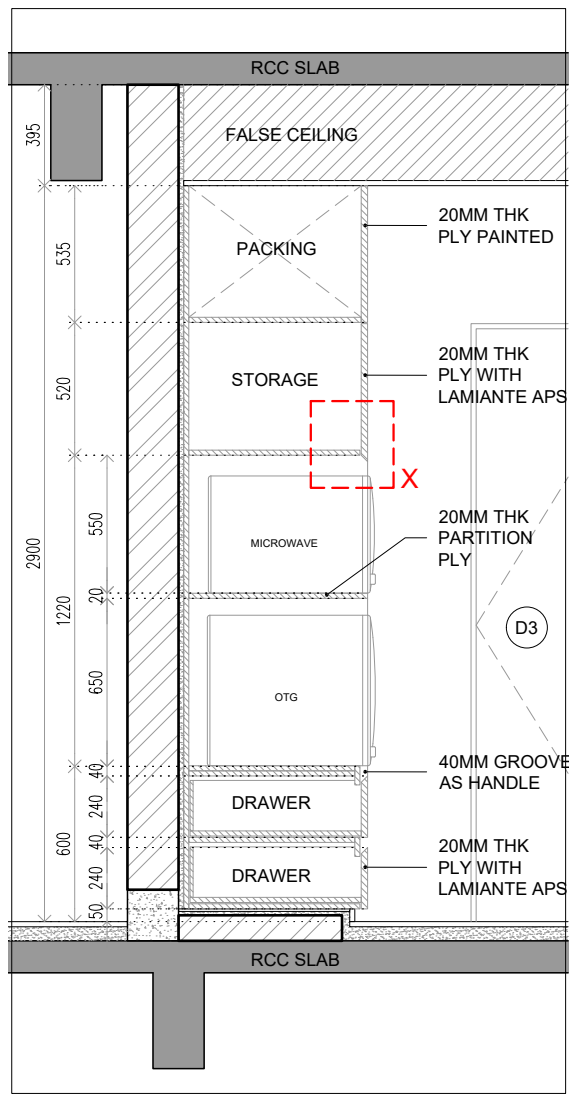 RCC SLAB
395
FALSE CEILING
20MM THK
PLY PAINTED
535
PACKING
520
STORAGE
20MM THK
PLY WITH
LAMIANTE APS
X
2900
1220
550
MICROWAVE
20MM THK
PARTITION
PLY
20
D3
650
OTG
40
40MM GROOVE
AS HANDLE
600
240
DRAWER
40
240
DRAWER
20MM THK
PLY WITH
LAMIANTE APS
50
RCC SLAB